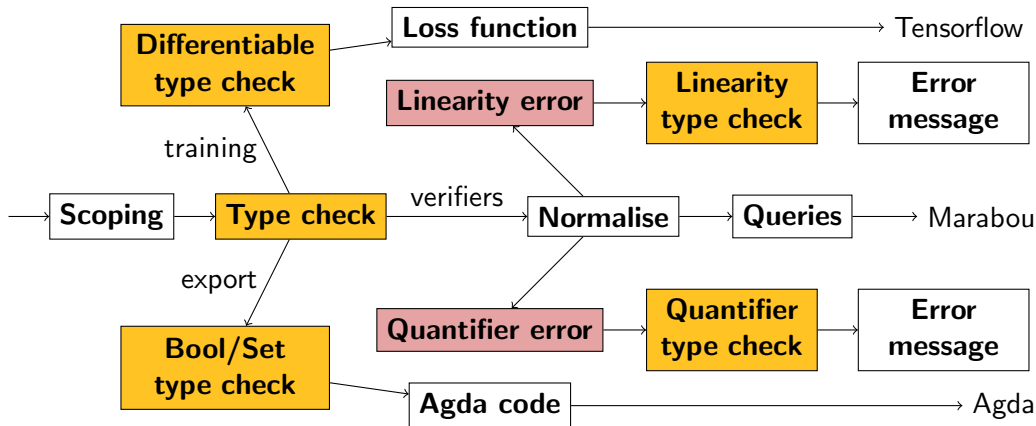 Differentiable
type check
Loss function
Tensorflow
Linearity error
Linearity
type check
Error
message
training
Scoping
Type check
verifiers
Normalise
Queries
Marabou
export
Quantifier error
Quantifier
type check
Error
message
Bool/Set
type check
Agda code
Agda